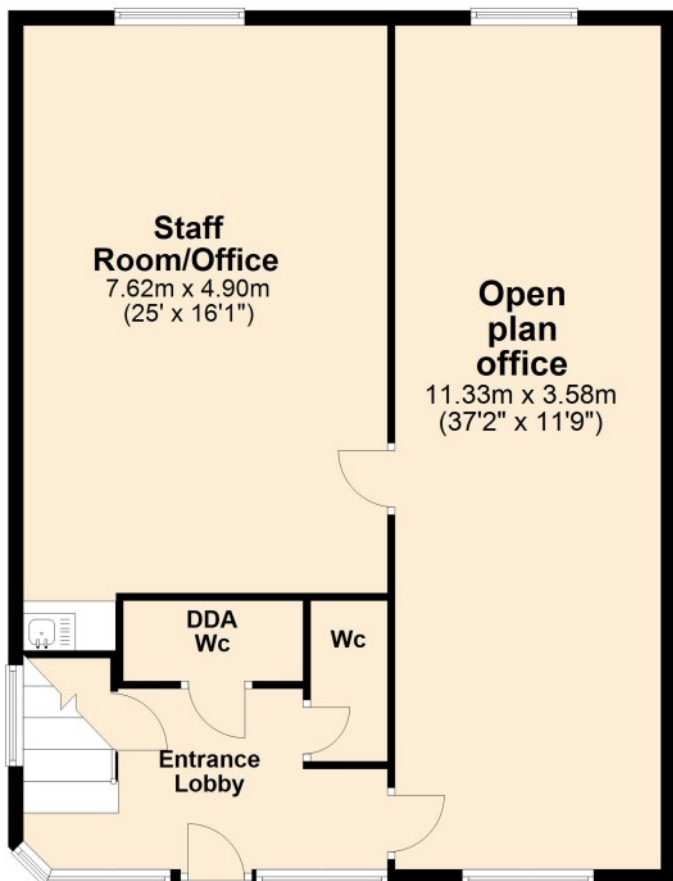 Staff
Room/Office
7.62m x 4.90m
(25' x 16'1")
Open
plan
office
11.33m x 3.58m
(37'2" x 11'9")
DDA
Wc
Wc
Entrance
Lobby